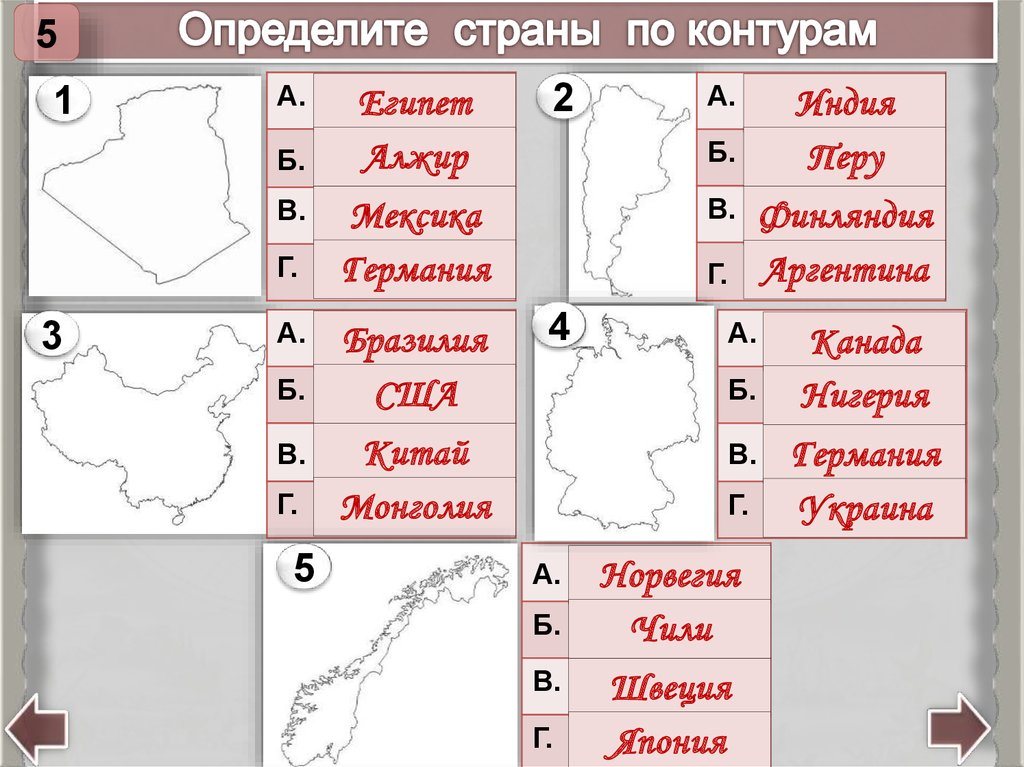 5
Определите страны по контурам
1
А. Египет
Б. Алжир
В. Мексика
Г. Германия
2
А. Индия
Б. Перу
В. Финляндия
Г. Аргентина
3
А. Бразилия
Б. США
В. Китай
Г. Монголия
4
А. Канада
Б. Нигерия
В. Германия
Г. Украина
5
А. Норвегия
Б. Чили
В. Швеция
Г. Япония